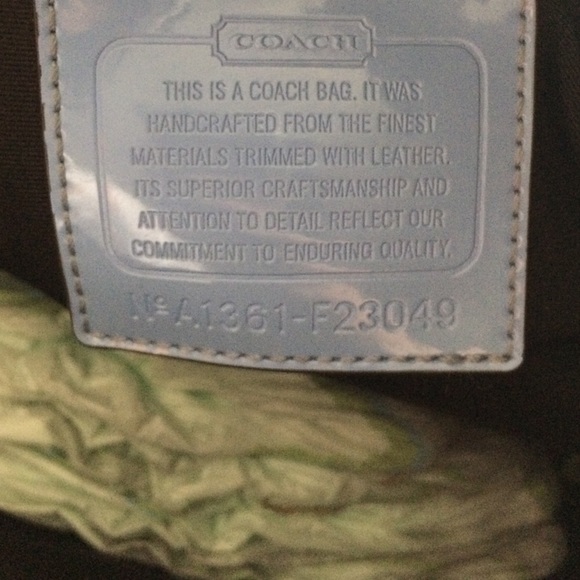 COACH
THIS IS A COACH BAG. IT WAS
HANDCRAFTED FROM THE FINEST
MATERIALS TRIMMED WITH LEATHER.
ITS SUPERIOR CRAFTSMANSHIP AND
ATTENTION TO DETAIL REFLECT OUR
COMMITMENT TO ENDURING QUALITY.
Nº A1361-F23049